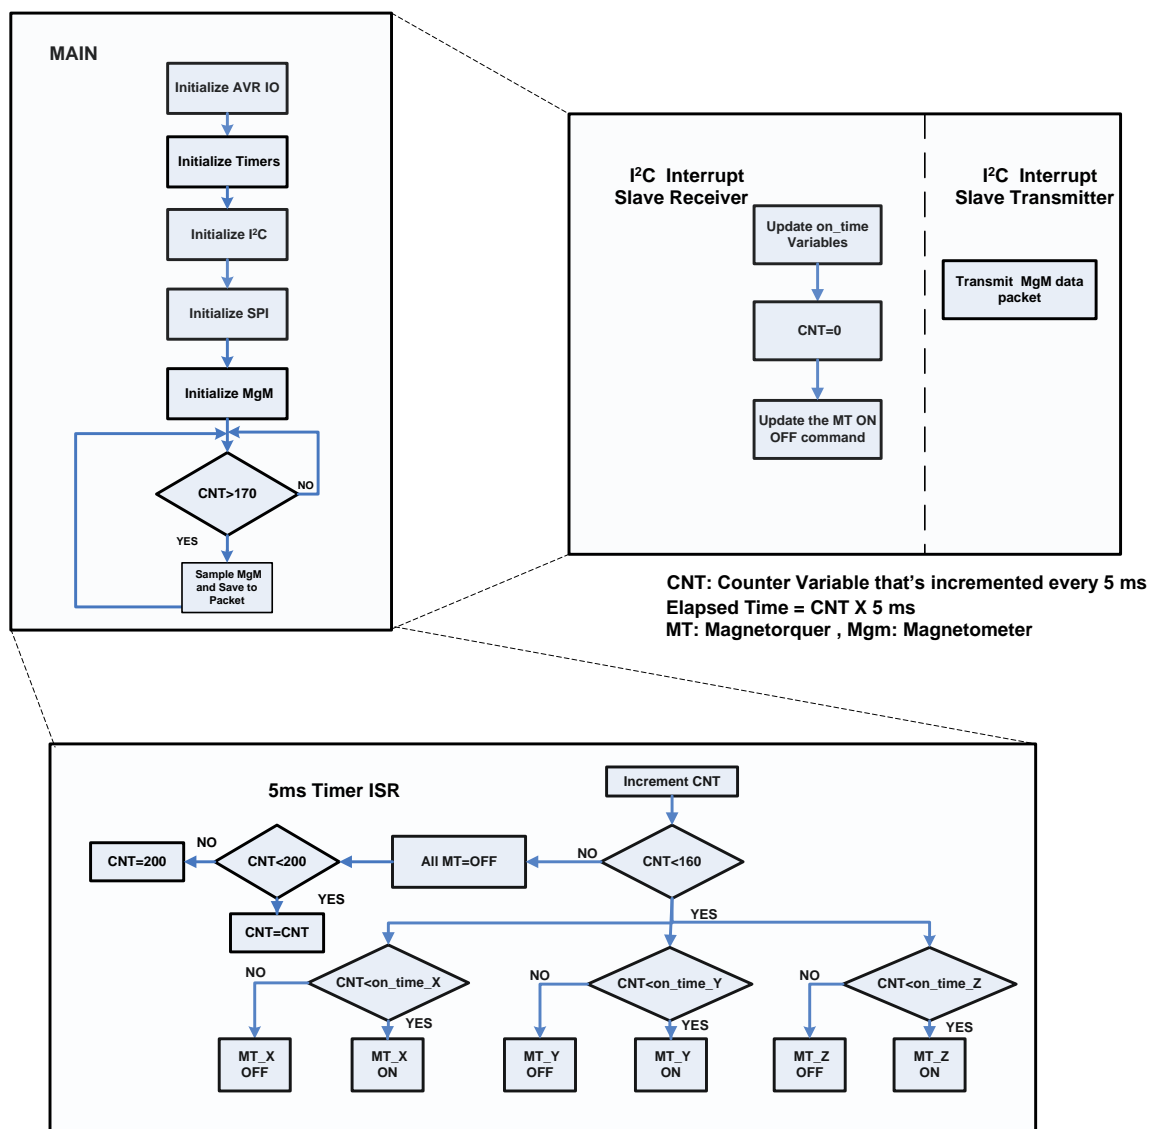 MAIN
Initialize AVR IO
Initialize Timers
Initialize I²C
Initialize SPI
Initialize MgM
CNT>170
NO
YES
Sample MgM
and Save to
Packet
I²C Interrupt
Slave Receiver
Update on_time
Variables
CNT=0
Update the MT ON
OFF command
I²C Interrupt
Slave Transmitter
Transmit MgM data
packet
CNT: Counter Variable that's incremented every 5 ms
Elapsed Time = CNT X 5 ms
MT: Magnetorquer , Mgm: Magnetometer
5ms Timer ISR
Increment CNT
CNT<160
NO
All MT=OFF
CNT<200
NO
CNT=200
YES
CNT=CNT
YES
CNT<on_time_X
NO
YES
MT_X
OFF
MT_X
ON
CNT<on_time_Y
NO
YES
MT_Y
OFF
MT_Y
ON
CNT<on_time_Z
NO
YES
MT_Z
OFF
MT_Z
ON